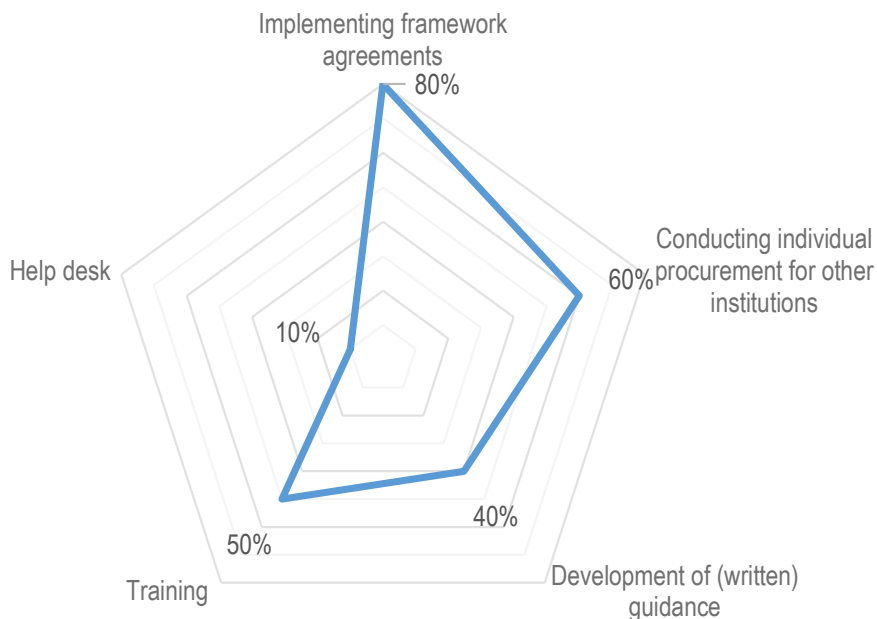 Implementing framework
agreements
80%
Conducting individual
procurement for other
institutions
60%
Help desk
10%
40%
50%
Training
Development of (written)
guidance